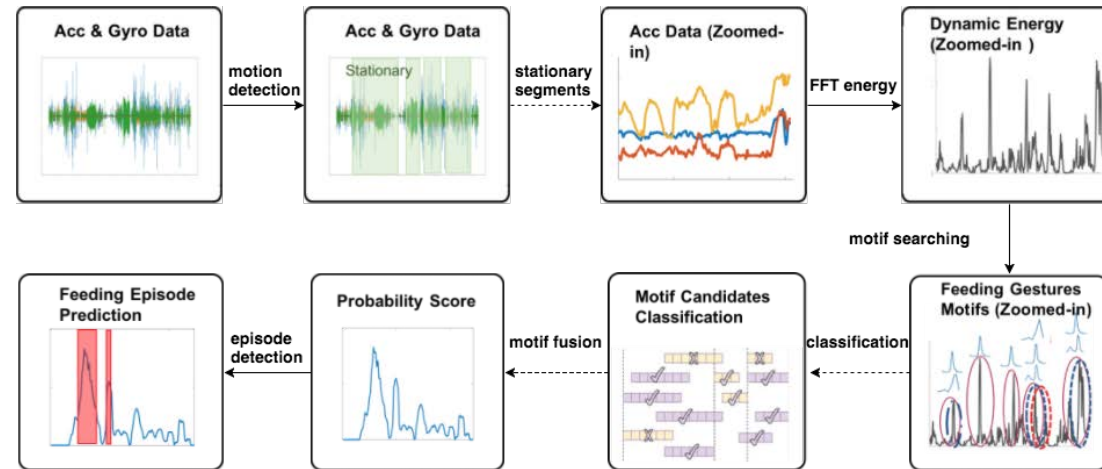 Acc & Gyro Data
motion
detection
Acc & Gyro Data
Stationary
stationary
segments
Acc Data (Zoomed-
in)
FFT energy
Dynamic Energy
(Zoomed-in )
motif searching
Feeding Episode
Prediction
episode
detection
Probability Score
motif fusion
Motif Candidates
Classification
classification
Feeding Gestures
Motifs (Zoomed-in)